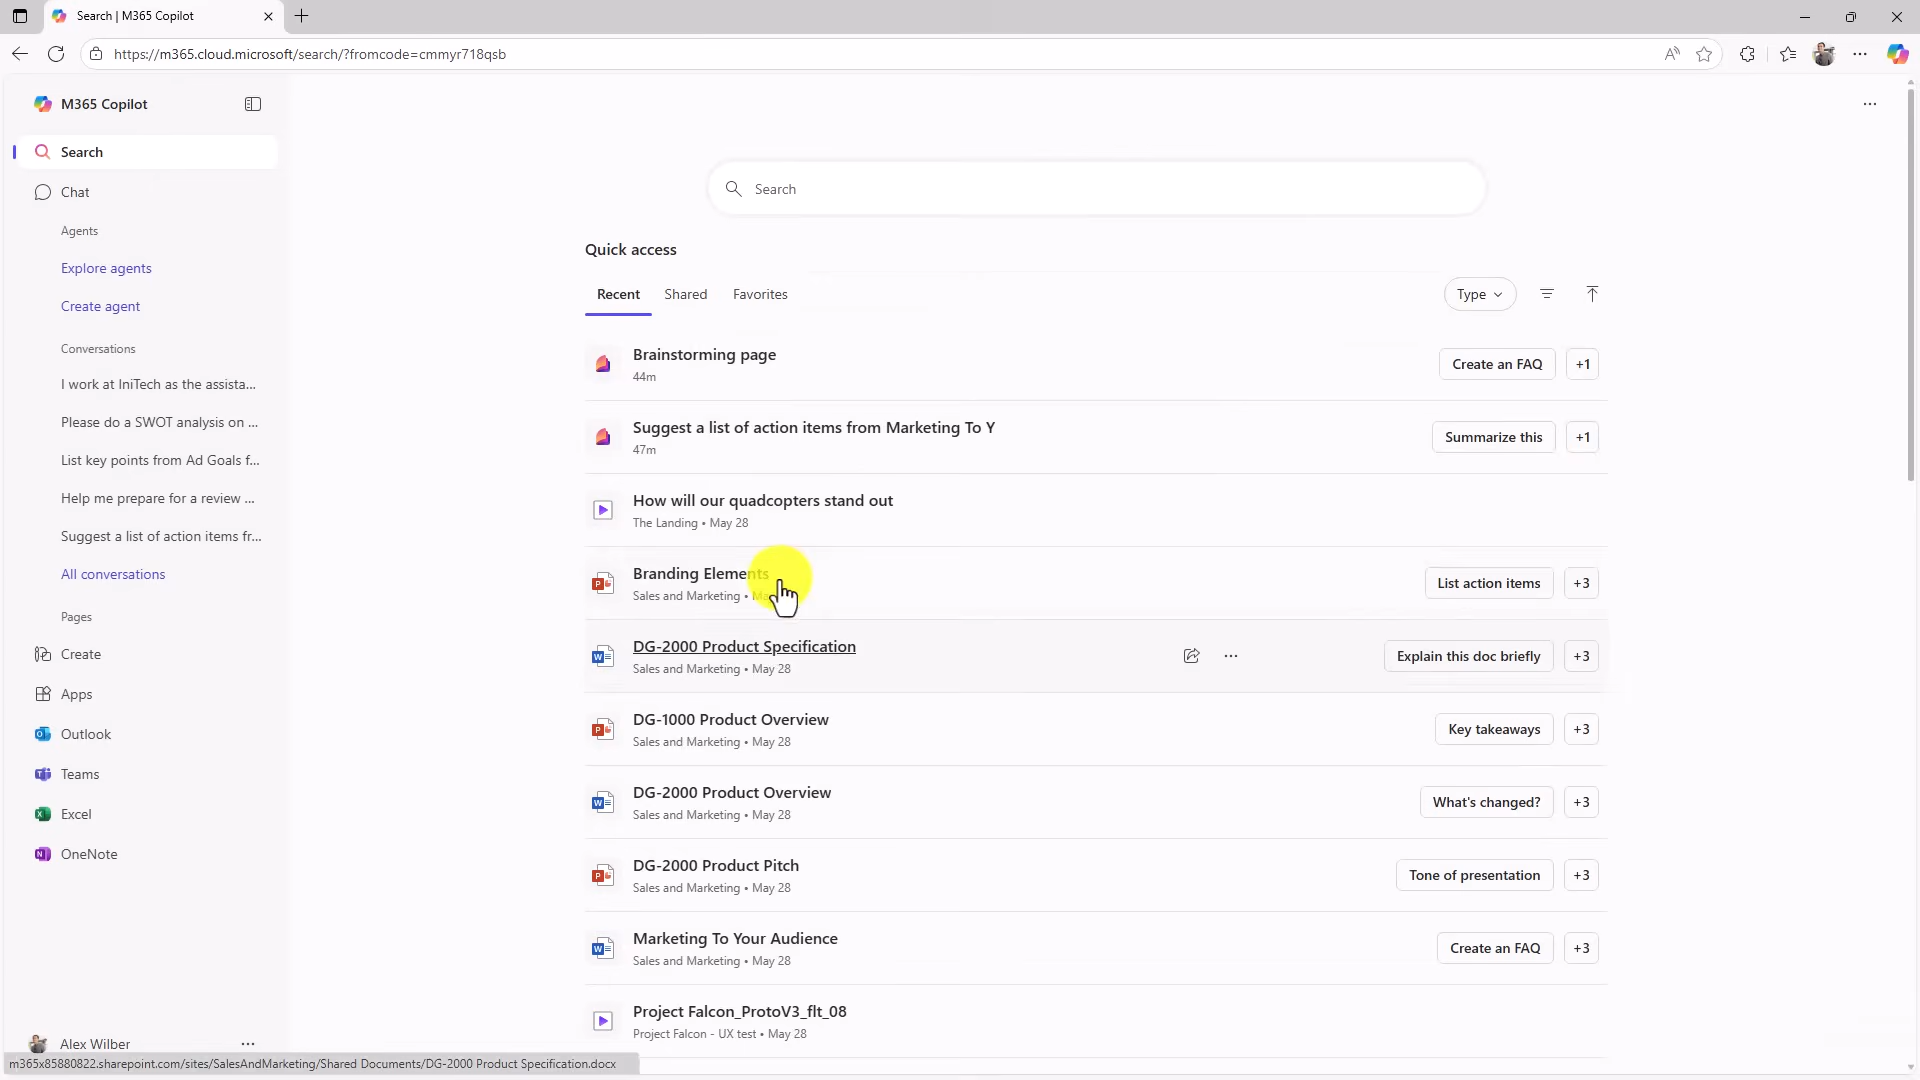 Search | M365 Copilot
https://m365.cloud.microsoft/search/?fromcode=cmmyr718qsb
M365 Copilot
Search
Chat
Agents
Explore agents
Create agent
Conversations
I work at IniTech as the assista...
Please do a SWOT analysis on ...
List key points from Ad Goals f...
Help me prepare for a review ...
Suggest a list of action items fr...
All conversations
Pages
Create
Apps
Outlook
Teams
Excel
OneNote
Alex Wilber
Search
Quick access
Recent Shared Favorites Type
Brainstorming page
44m
Create an FAQ +1
Suggest a list of action items from Marketing To Y
47m
Summarize this +1
How will our quadcopters stand out
The Landing • May 28
Branding Elements
Sales and Marketing •
List action items +3
DG-2000 Product Specification
Sales and Marketing • May 28
Explain this doc briefly +3
DG-1000 Product Overview
Sales and Marketing • May 28
Key takeaways +3
DG-2000 Product Overview
Sales and Marketing • May 28
What's changed? +3
DG-2000 Product Pitch
Sales and Marketing • May 28
Tone of presentation +3
Marketing To Your Audience
Sales and Marketing • May 28
Create an FAQ +3
Project Falcon_ProtoV3_flt_08
Project Falcon - UX test • May 28
m365x85880822.sharepoint.com/sites/SalesAndMarketing/Shared Documents/DG-2000 Product Specification.docx